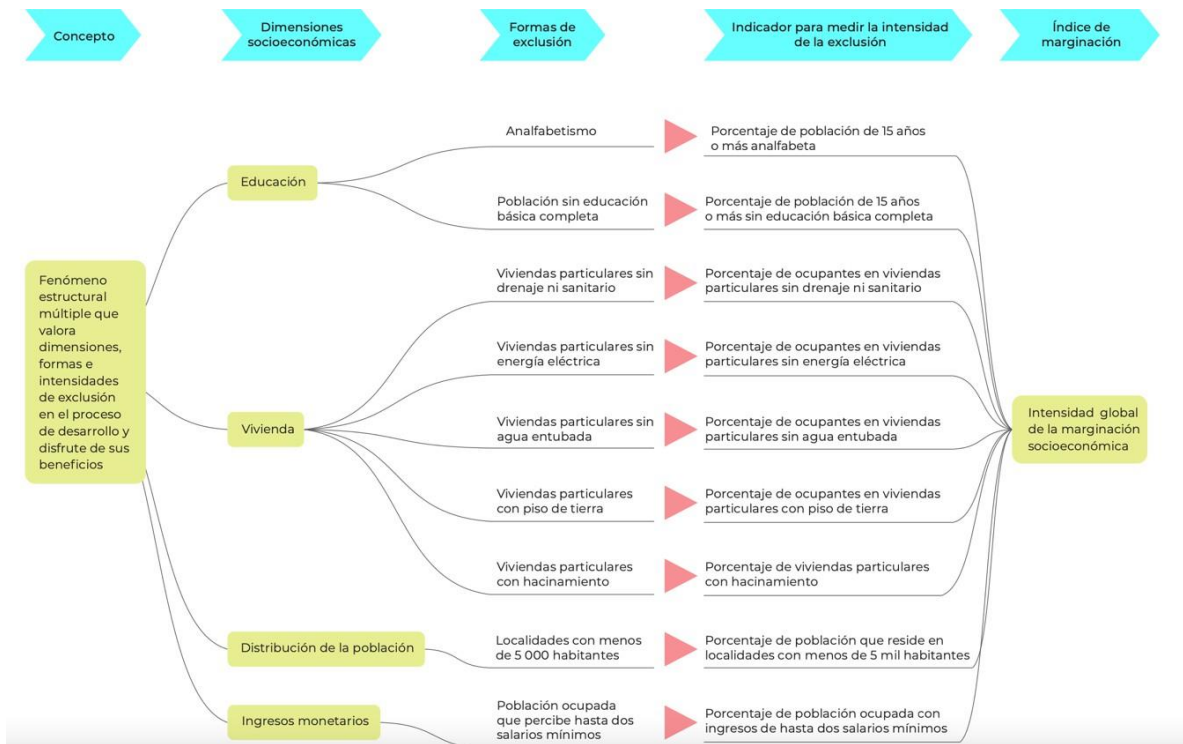 Concepto
Dimensiones
socioeconómicas
Formas de
exclusión
Indicador para medir la intensidad
de la exclusión
Índice de
marginación
Fenómeno
estructural
múltiple que
valora
dimensiones,
formas e
intensidades
de exclusión
en el proceso
de desarrollo y
disfrute de sus
beneficios
Educación
Analfabetismo
Porcentaje de población de 15 años
o más analfabeta
Población sin educación
básica completa
Porcentaje de población de 15 años
o más sin educación básica completa
Vivienda
Viviendas particulares sin
drenaje ni sanitario
Porcentaje de ocupantes en viviendas
particulares sin drenaje ni sanitario
Viviendas particulares sin
energía eléctrica
Porcentaje de ocupantes en viviendas
particulares sin energía eléctrica
Viviendas particulares sin
agua entubada
Porcentaje de ocupantes en viviendas
particulares sin agua entubada
Viviendas particulares
con piso de tierra
Porcentaje de ocupantes en viviendas
particulares con piso de tierra
Viviendas particulares
con hacinamiento
Porcentaje de viviendas particulares
con hacinamiento
Distribución de la población
Localidades con menos
de 5 000 habitantes
Porcentaje de población que reside en
localidades con menos de 5 mil habitantes
Ingresos monetarios
Población ocupada
que percibe hasta dos
salarios mínimos
Porcentaje de población ocupada con
ingresos de hasta dos salarios mínimos
Intensidad global
de la marginación
socioeconómica